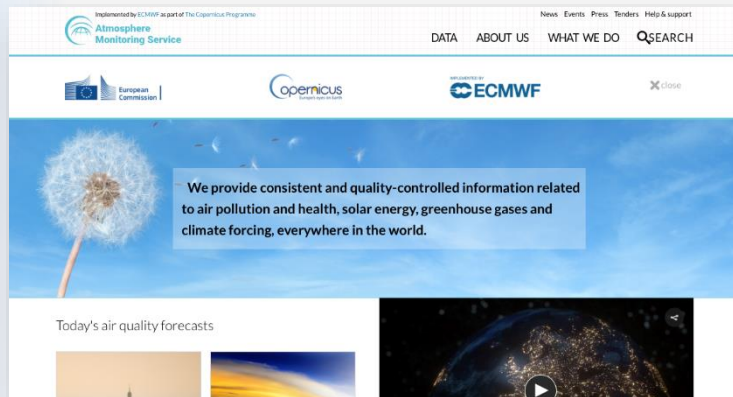 Implemented by ECMWF as part of The Copernicus Programme
News Events Press Tenders Help & support
Atmosphere
Monitoring Service
DATA ABOUT US WHAT WE DO SEARCH
European
Commission
opernicus
Europe's eyes on Earth
IMPLEMENTED BY
ECMWF
close
We provide consistent and quality-controlled information related
to air pollution and health, solar energy, greenhouse gases and
climate forcing, everywhere in the world.
Today's air quality forecasts